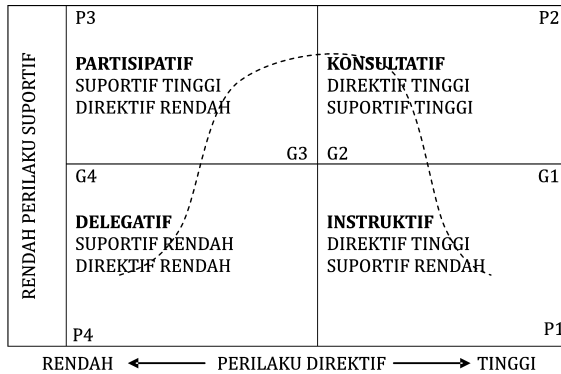 RENDAH PERILAKU SUPORTIF
P3
PARTISIPATIF
SUPORTIF TINGGI
DIREKTIF RENDAH
G3
P2
KONSULTATIF
DIREKTIF TINGGI
SUPORTIF TINGGI
G2
G4
DELEGATIF
SUPORTIF RENDAH
DIREKTIF RENDAH
P4
G1
INSTRUKTIF
DIREKTIF TINGGI
SUPORTIF RENDAH
P1
RENDAH PERILAKU DIREKTIF TINGGI